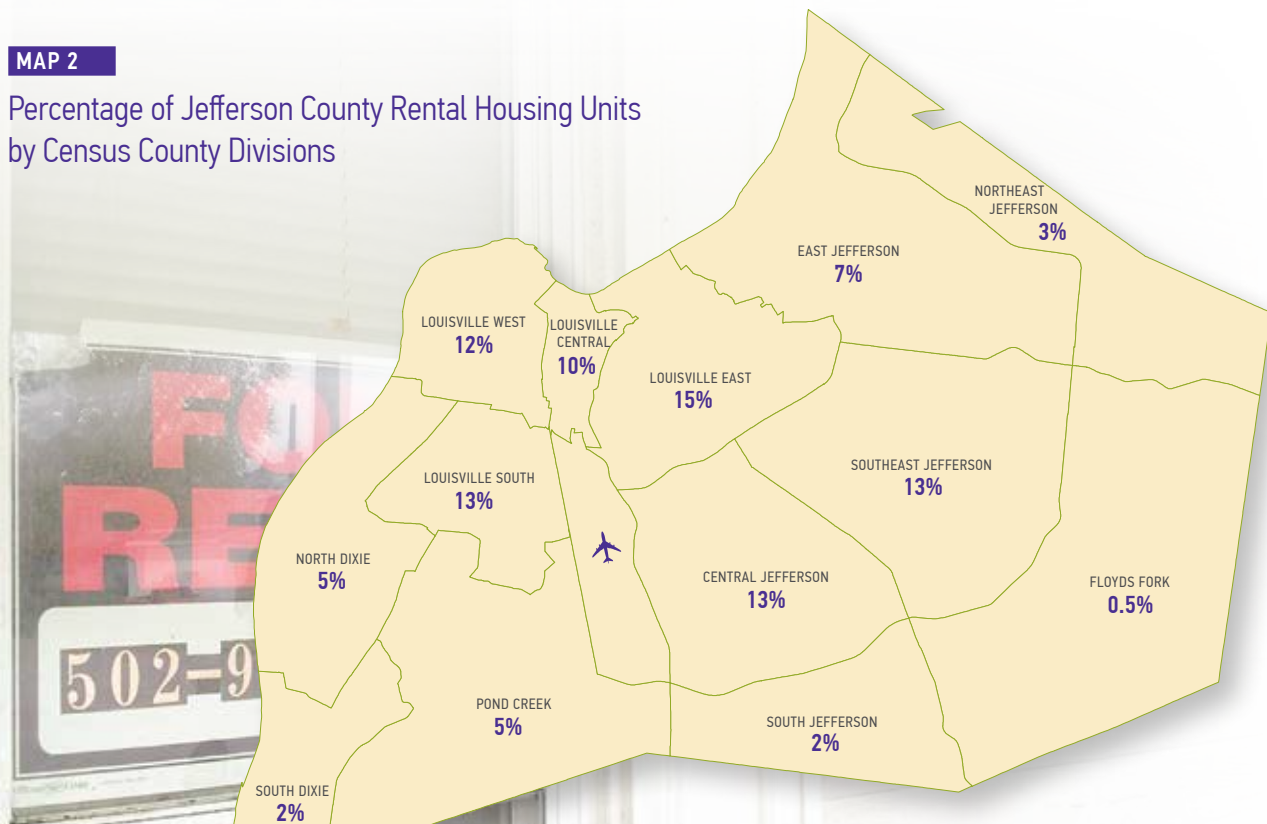 MAP 2
Percentage of Jefferson County Rental Housing Units
by Census County Divisions
NORTHEAST
JEFFERSON
3%
EAST JEFFERSON
7%
LOUISVILLE WEST
12%
LOUISVILLE
CENTRAL
10%
LOUISVILLE EAST
15%
SOUTHEAST JEFFERSON
13%
LOUISVILLE SOUTH
13%
NORTH DIXIE
5%
CENTRAL JEFFERSON
13%
FLOYDS FORK
0.5%
POND CREEK
5%
SOUTH JEFFERSON
2%
SOUTH DIXIE
2%
502-9